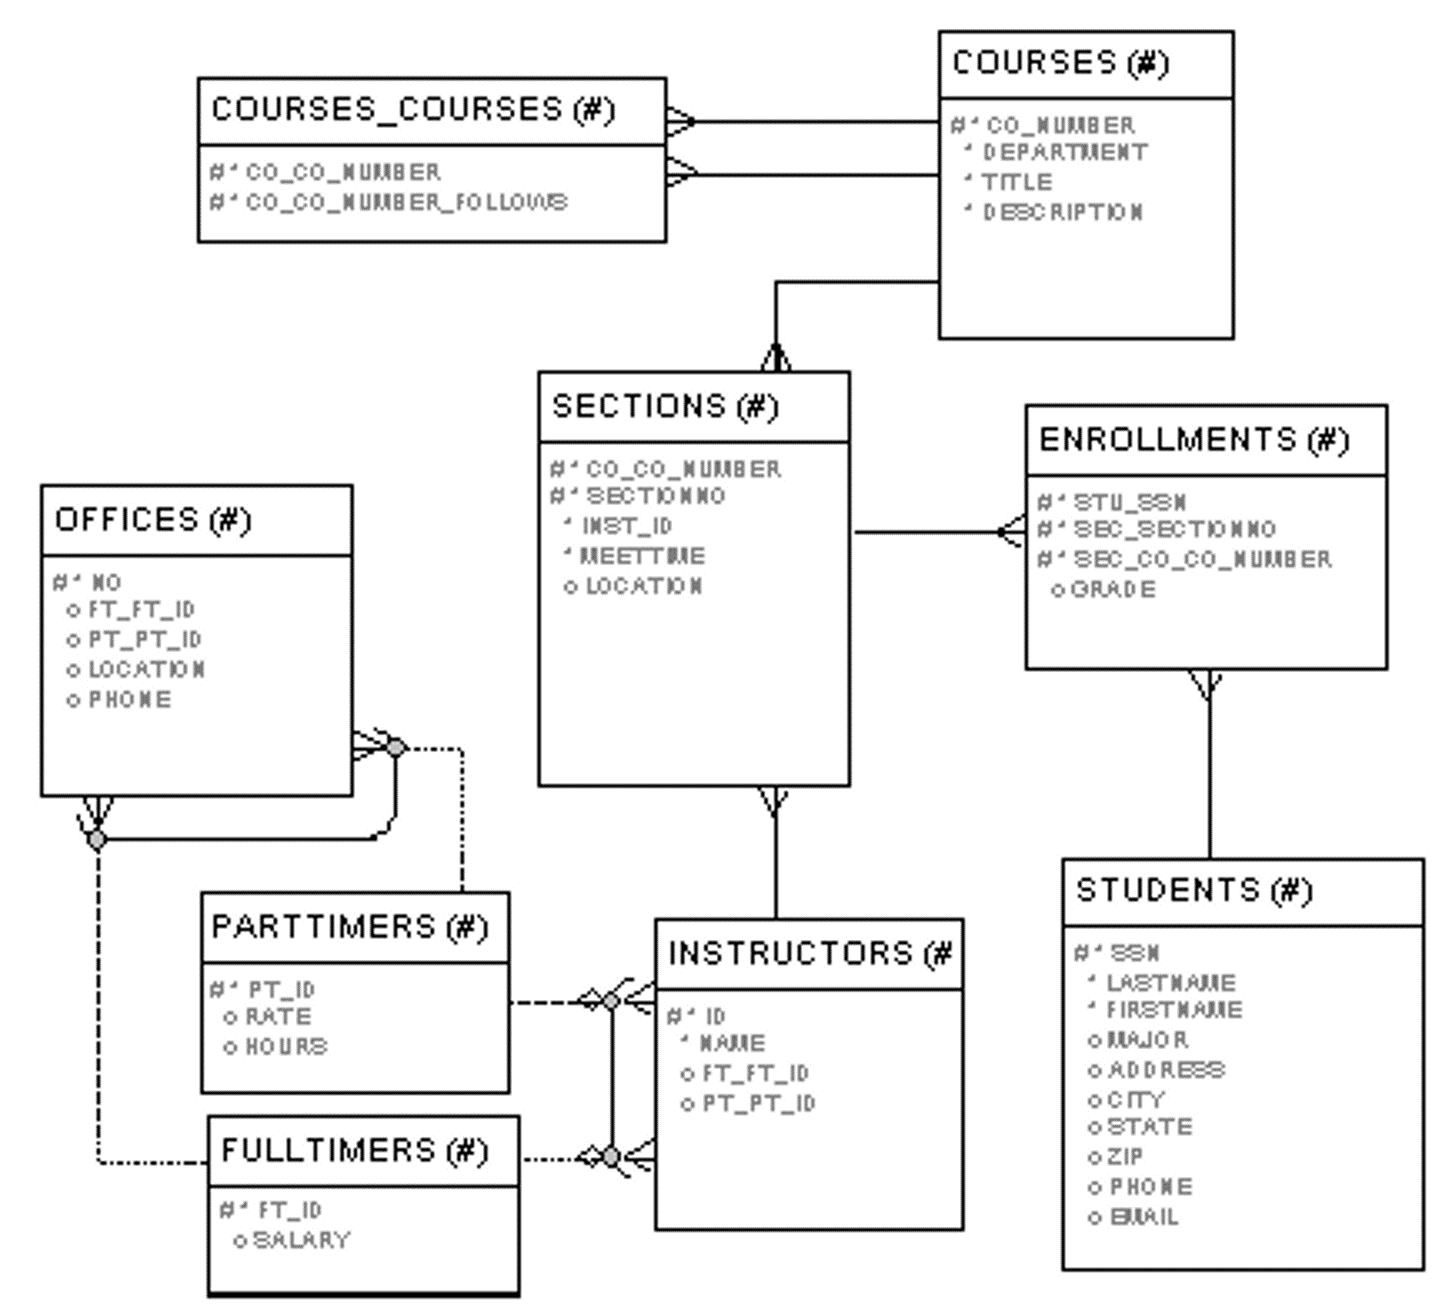 COURSES (#)
#* CO_NUMBER
* DEPARTMENT
* TITLE
* DESCRIPTION
COURSES_COURSES (#)
#* CO_CO_NUMBER
#* CO_CO_NUMBER_FOLLOWS
SECTIONS (#)
#* CO_CO_NUMBER
#* SECTIONNO
* INST_ID
* MEETTIME
o LOCATION
ENROLLMENTS (#)
#* STU_SSN
#* SEC_SECTIONNO
#* SEC_CO_CO_NUMBER
o GRADE
OFFICES (#)
#* NO
o FT_FT_ID
o PT_PT_ID
o LOCATION
o PHONE
PARTTIMERS (#)
#* PT_ID
o RATE
o HOURS
INSTRUCTORS (#
#* ID
* NAME
o FT_FT_ID
o PT_PT_ID
STUDENTS (#)
#* SSN
* LASTNAME
* FIRSTNAME
o MAJOR
o ADDRESS
o CITY
o STATE
o ZIP
o PHONE
o EMAIL
FULLTIMERS (#)
#* FT_ID
o SALARY